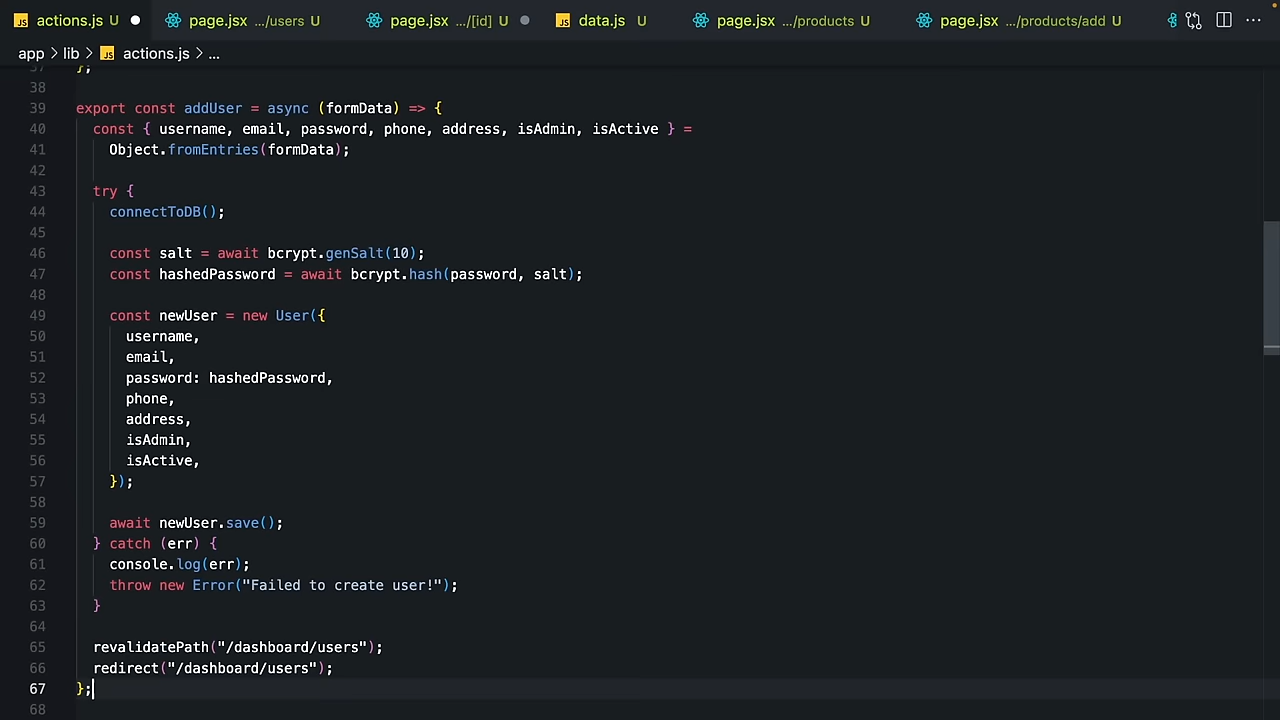 JS actions.js U page.jsx .../users U page.jsx .../[id] U JS data.js U page.jsx .../products U page.jsx .../products/add U
app > lib > JS actions.js > ...
37 };
38
39 export const addUser = async (formData) => {
40 const { username, email, password, phone, address, isAdmin, isActive } =
41 Object.fromEntries(formData);
42
43 try {
44 connectToDB();
45
46 const salt = await bcrypt.genSalt(10);
47 const hashedPassword = await bcrypt.hash(password, salt);
48
49 const newUser = new User({
50 username,
51 email,
52 password: hashedPassword,
53 phone,
54 address,
55 isAdmin,
56 isActive,
57 });
58
59 await newUser.save();
60 } catch (err) {
61 console.log(err);
62 throw new Error("Failed to create user!");
63 }
64
65 revalidatePath("/dashboard/users");
66 redirect("/dashboard/users");
67 };
68